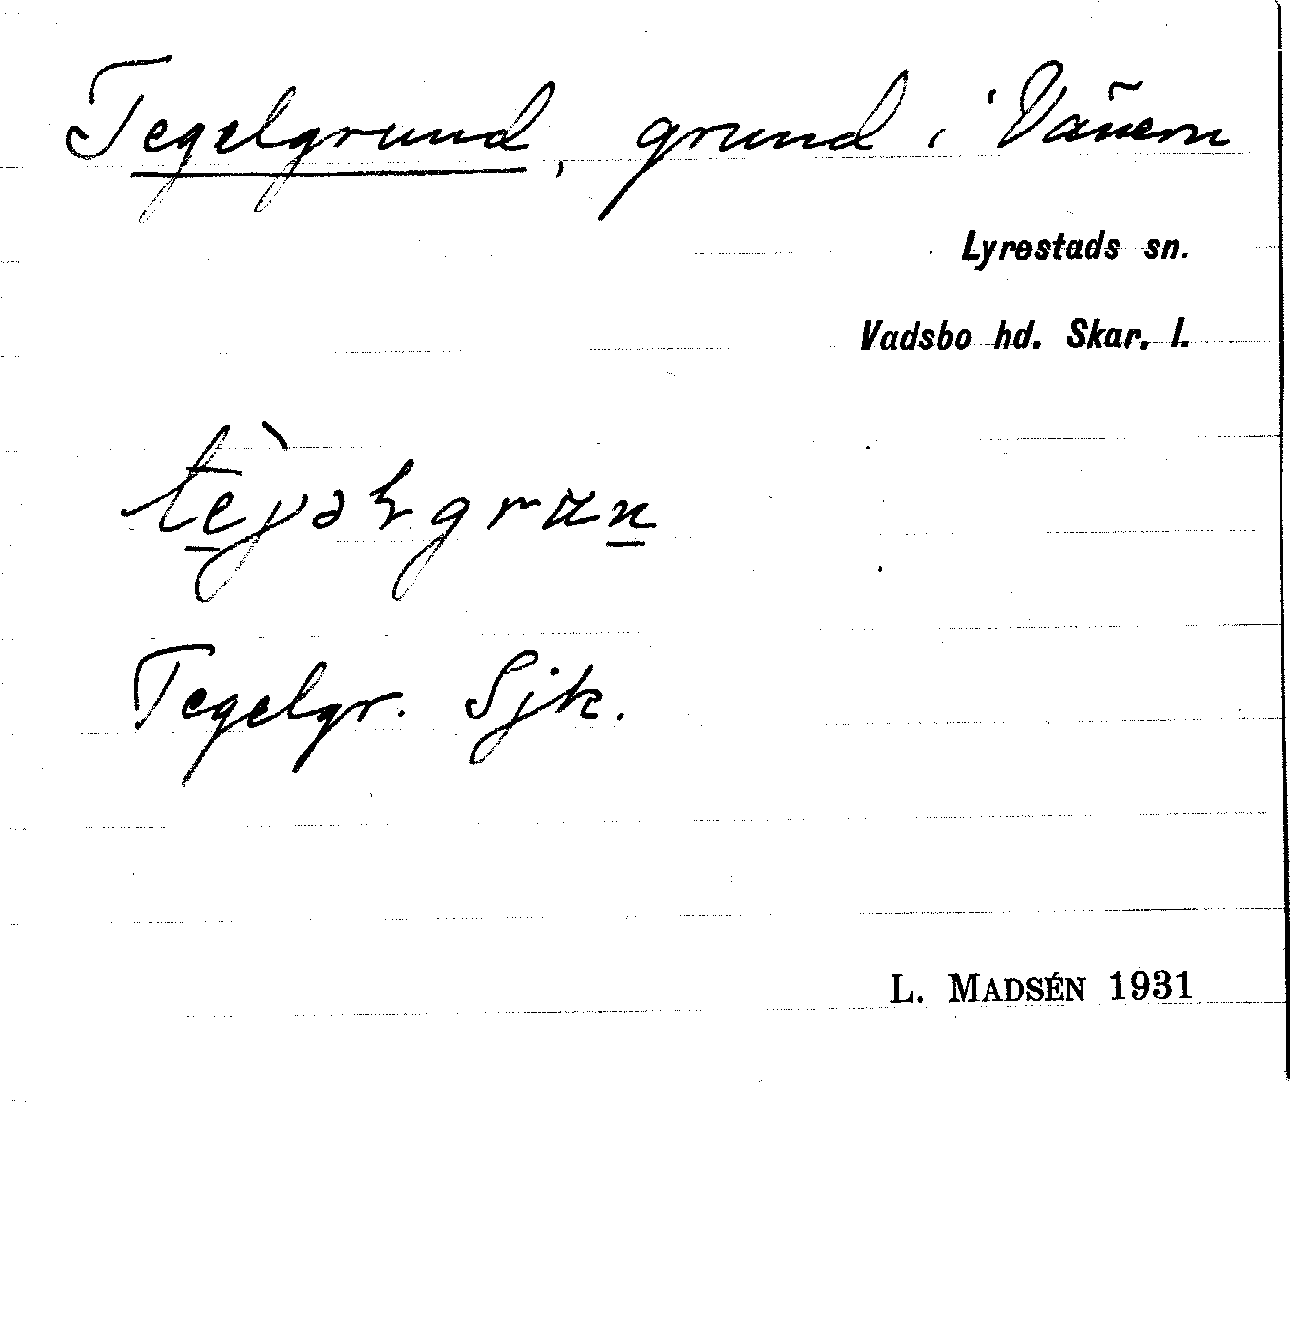 Tegelgrund, grund i Vänern
Lyrestads sn.
Vadsbo hd. Skar. l.
Tegelgr. Sjk.
L. MADSÉN 1931